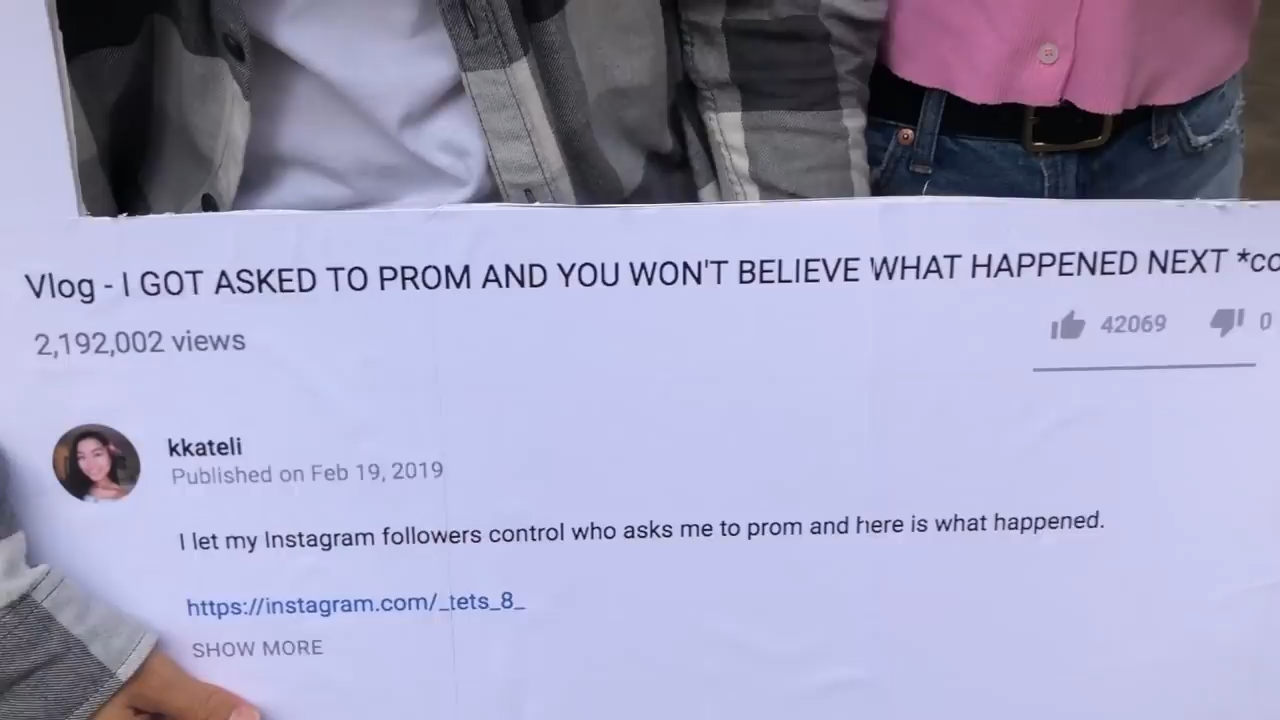 Vlog - I GOT ASKED TO PROM AND YOU WON'T BELIEVE WHAT HAPPENED NEXT
2,192,002 views
42069 0
kkateli
Published on Feb 19, 2019
I let my Instagram followers control who asks me to prom and here is what happened.
https://instagram.com/_tets_8_
SHOW MORE